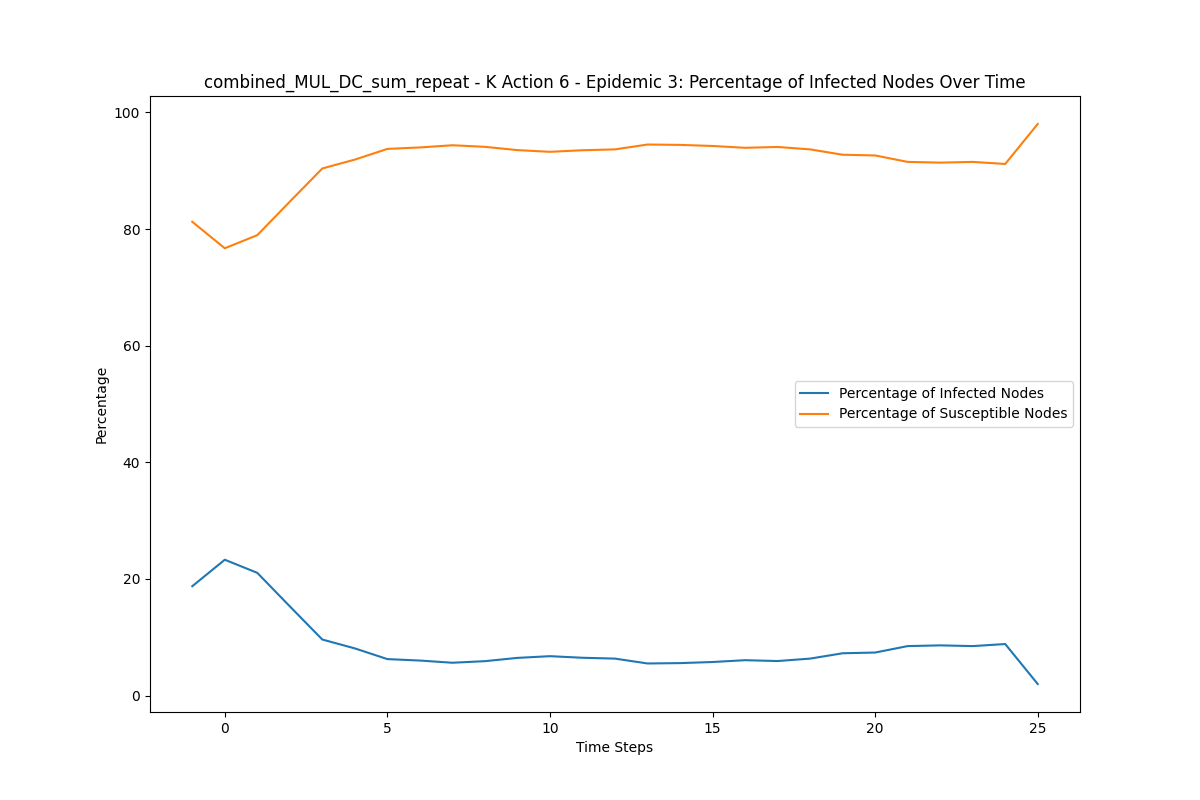 combined_MUL_DC_sum_repeat - K Action 6 - Epidemic 3: Percentage of Infected Nodes Over Time
100
80
60
40
20
0
Percentage
Percentage of Infected Nodes
Percentage of Susceptible Nodes
0 5 10 15 20 25
Time Steps